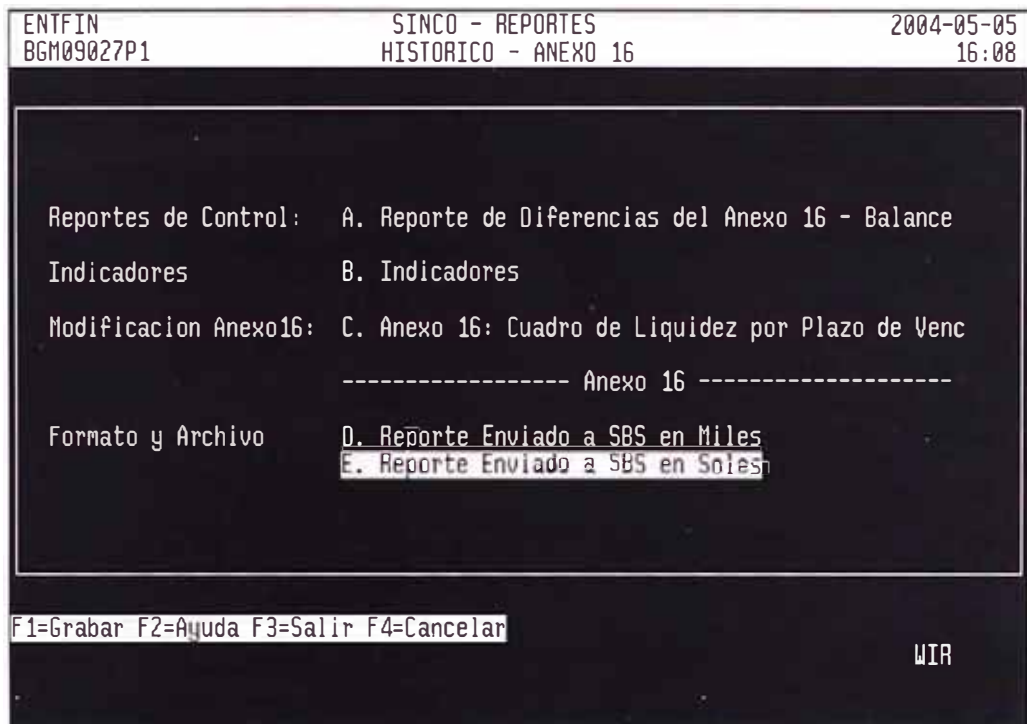 ENTFIN SINCO - REPORTES 2004-05-05
BGM09027P1 HISTORICO - ANEXO 16 16:08
Reportes de Control: A. Reporte de Diferencias del Anexo 16 - Balance
Indicadores B. Indicadores
Modificacion Anexo16: C. Anexo 16: Cuadro de Liquidez por Plazo de Venc
------------------ Anexo 16 --------------------
Formato y Archivo D. Reporte Enviado a SBS en Miles
E. Reporte Enviado a SBS en Soles
F1=Grabar F2=Ayuda F3=Salir F4=Cancelar
WIR